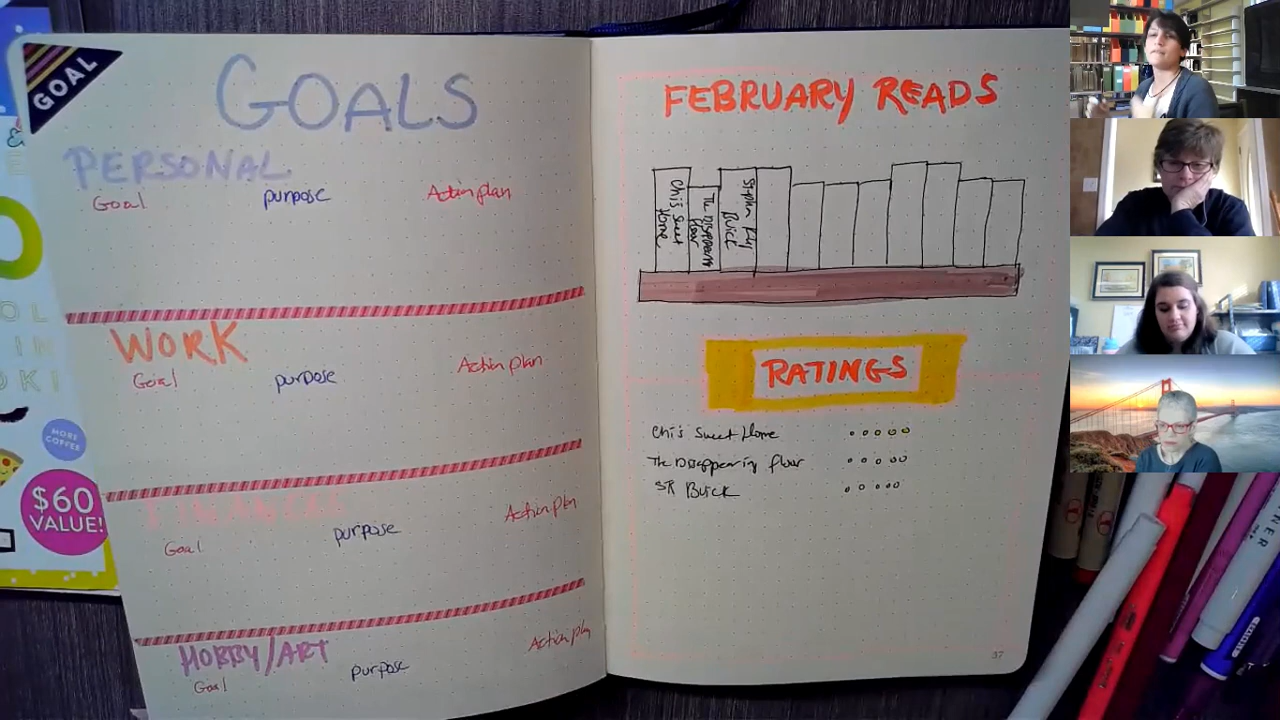 GOAL
GOALS
PERSONAL
Goal purpose Action plan
WORK
Goal purpose Action plan
FINANCES
Goal purpose Action plan
HOBBY/ART
Goal purpose Action pln
MORE
COFFEE
$60
VALUE!
FEBRUARY READS
Chi's Sweet
Home
The Disappearing
floor
Stephen
Buick
RATINGS
Chi's Sweet Home
The Disappearing floor
SK Buick
37